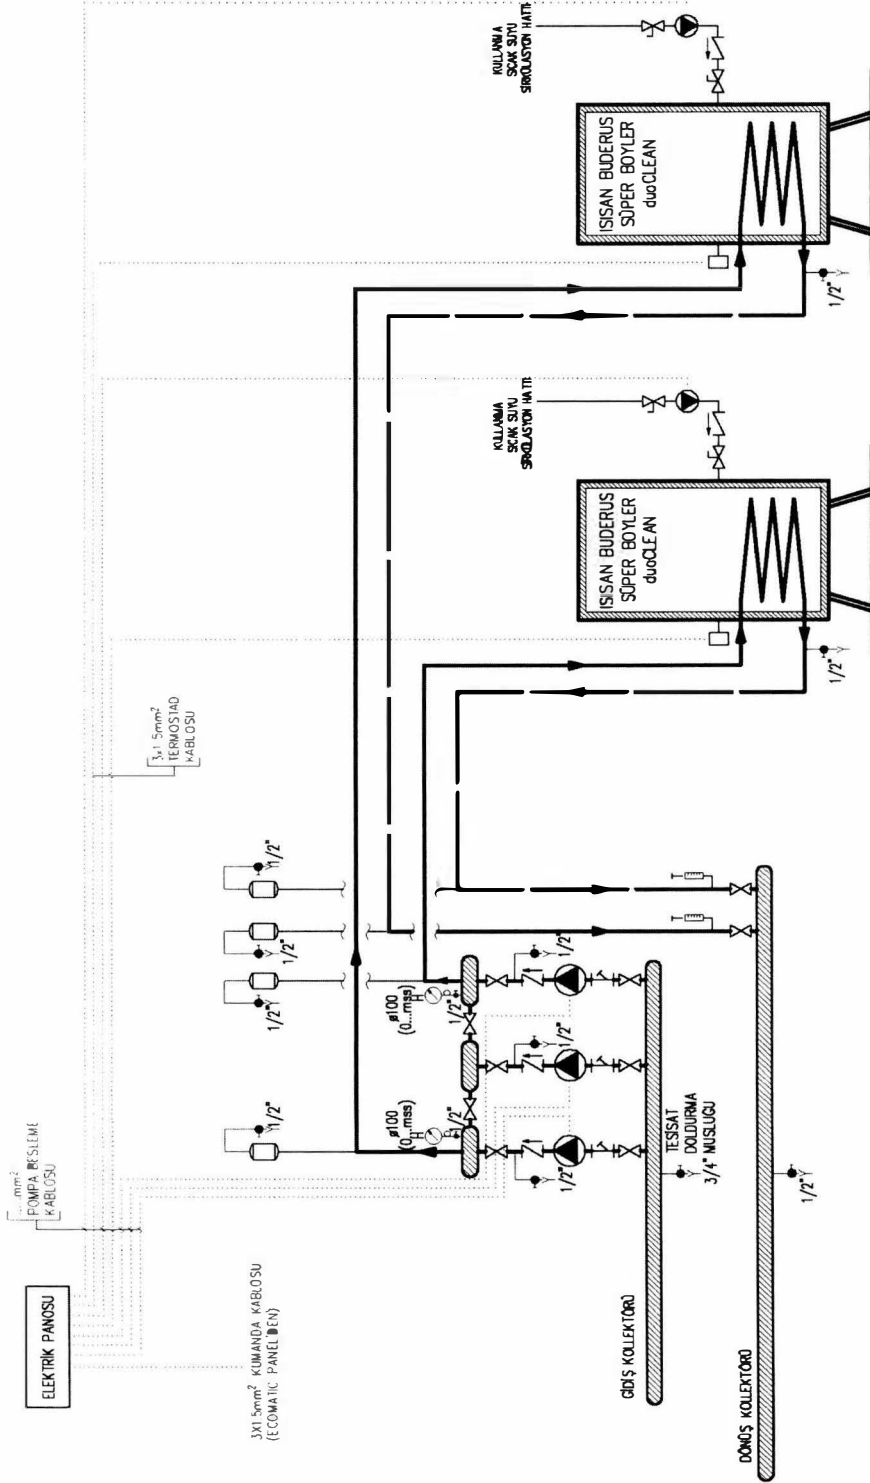 KULLANMA
SICAK SUYU
SİRKÜLASYON HATTI
ISISAN BUDERUS
SÜPER BOYLER
duoCLEAN
1/2"
KULLANMA
SICAK SUYU
SİRKÜLASYON HATTI
ISISAN BUDERUS
SÜPER BOYLER
duoCLEAN
1/2"
3x1.5mm²
TERMOSTAD
KABLOSU
1/2"
1/2"
1/2"
1/2"
ø100
(0...mss)
1/2"
1/2"
1/2"
ø100
(0...mss)
1/2"
1/2"
TESİSAT
DOLDURMA
3/4" MUSLUĞU
1/2"
...mm²
POMPA BESLEME
KABLOSU
ELEKTRİK PANOSU
3X1.5mm² KUMANDA KABLOSU
(ECOMATIC PANEL'DEN)
GİDİŞ KOLLEKTÖRÜ
DÖNÜŞ KOLLEKTÖRÜ